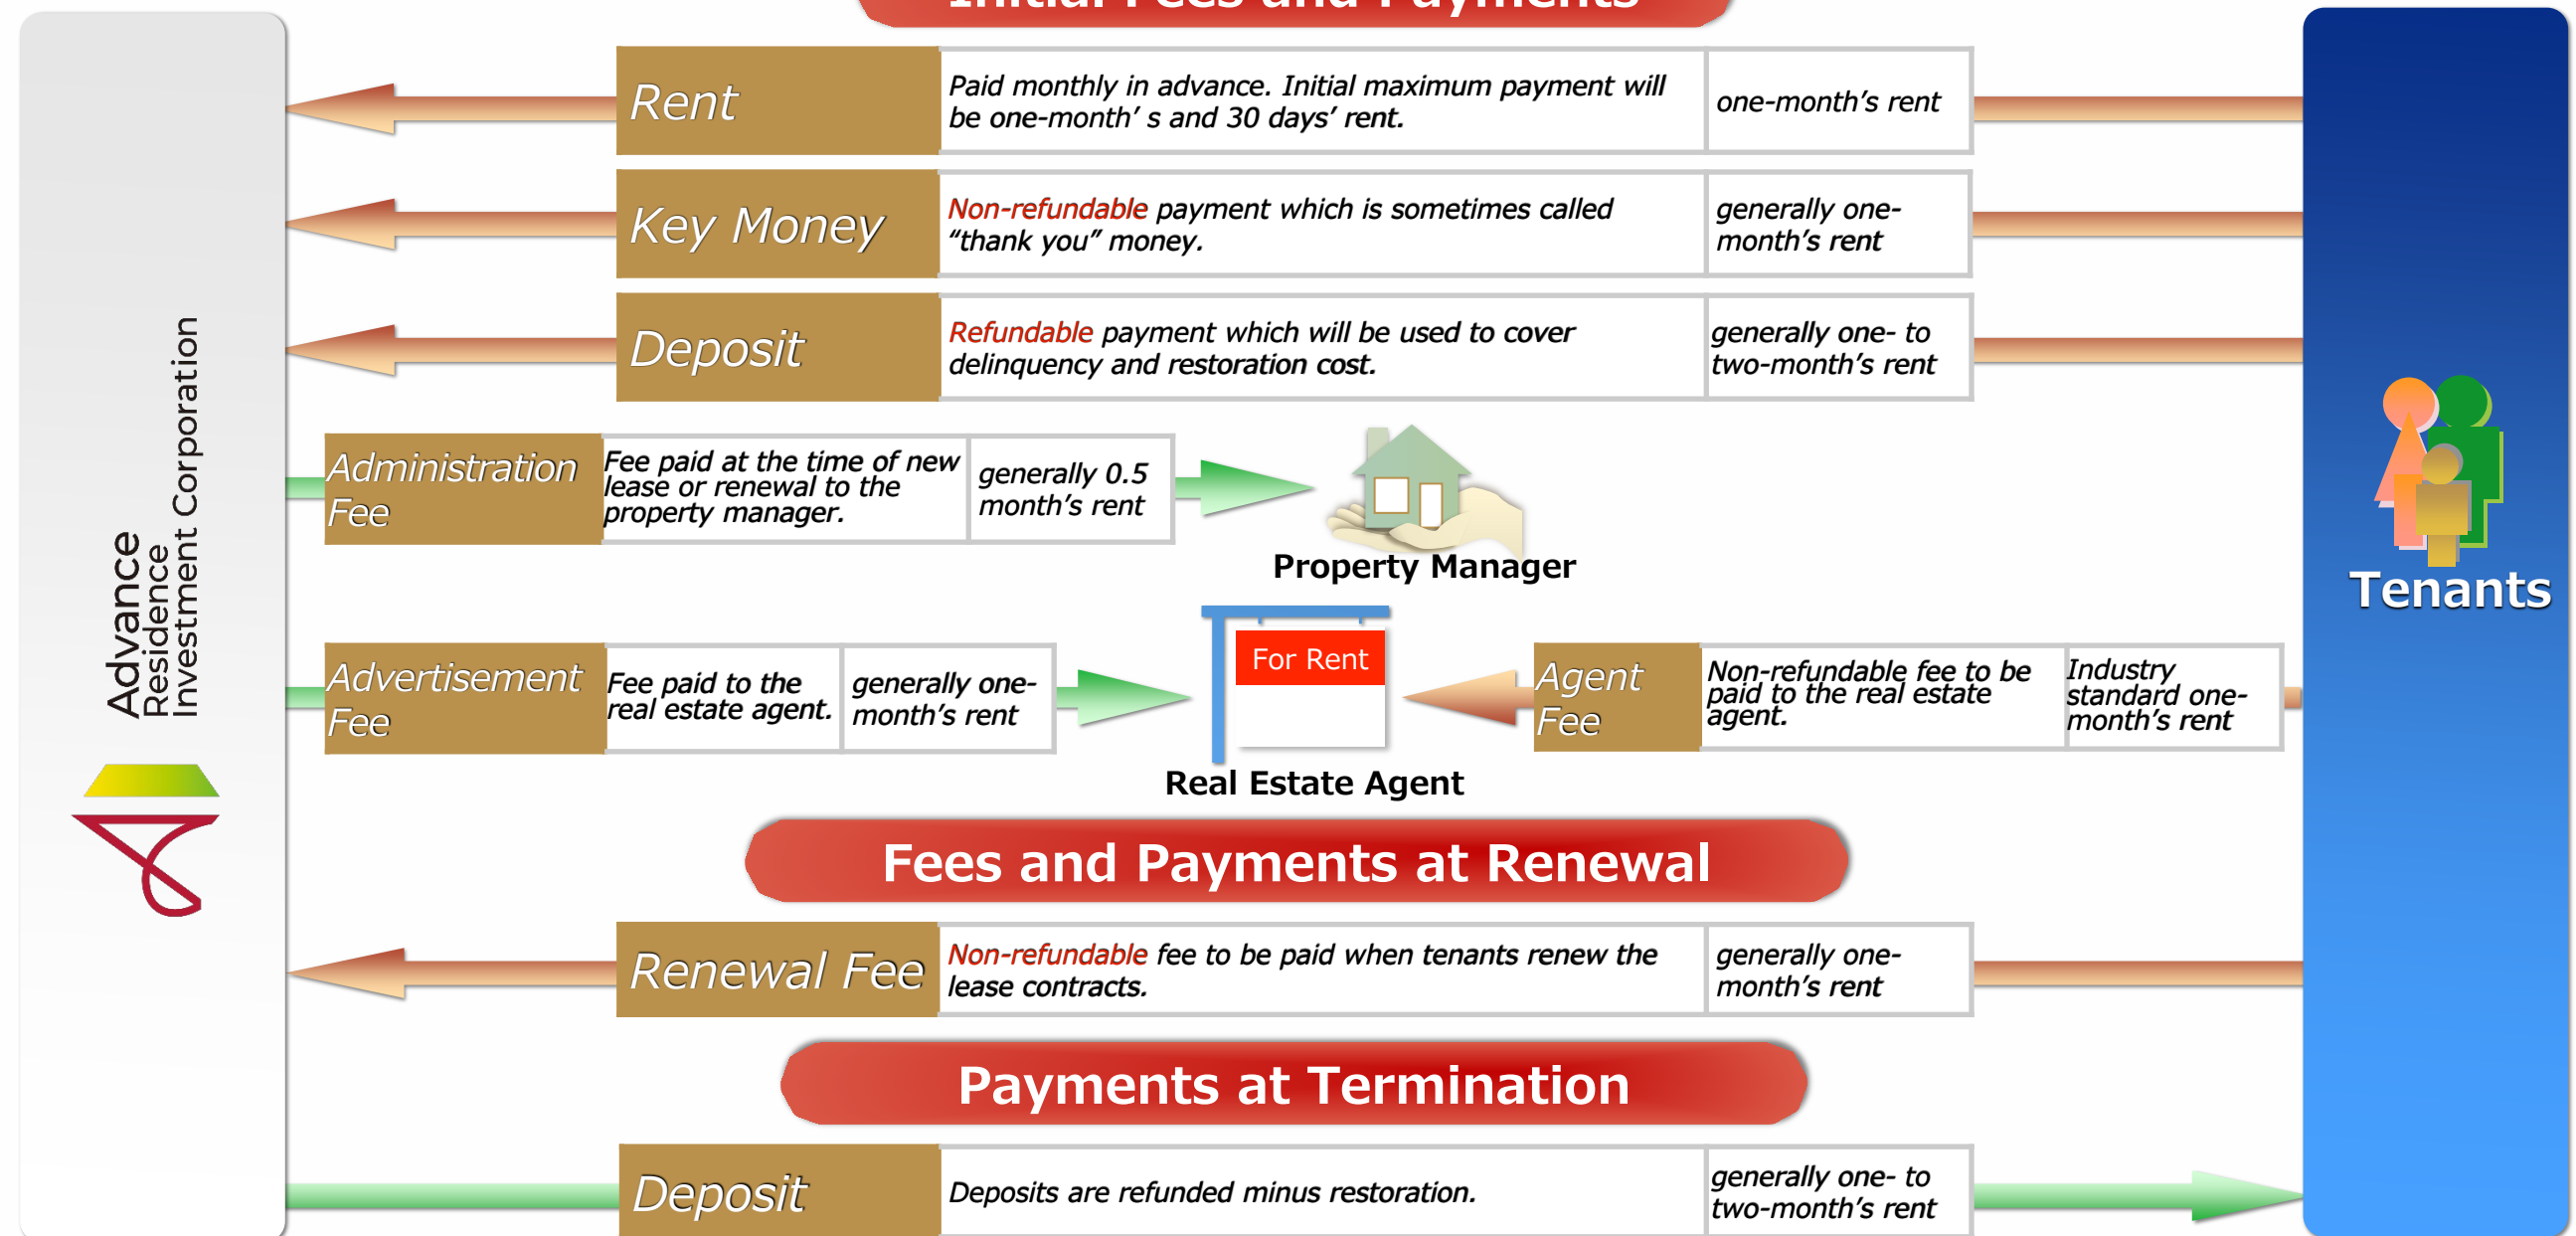 Initial Fees and Payments
Rent
Paid monthly in advance. Initial maximum payment will
be one-month’ s and 30 days’ rent.
one-month’s rent
Key Money
Non-refundable payment which is sometimes called
“thank you” money.
generally one-
month’s rent
Deposit
Refundable payment which will be used to cover
delinquency and restoration cost.
generally one- to
two-month’s rent
Administration
Fee
Fee paid at the time of new
lease or renewal to the
property manager.
generally 0.5
month’s rent
Property Manager
Advance
Residence
Investment Corporation
Tenants
Advertisement
Fee
Fee paid to the
real estate agent.
generally one-
month’s rent
For Rent
Real Estate Agent
Agent
Fee
Non-refundable fee to be
paid to the real estate
agent.
Industry
standard one-
month’s rent
Fees and Payments at Renewal
Renewal Fee
Non-refundable fee to be paid when tenants renew the
lease contracts.
generally one-
month’s rent
Payments at Termination
Deposit
Deposits are refunded minus restoration.
generally one- to
two-month’s rent